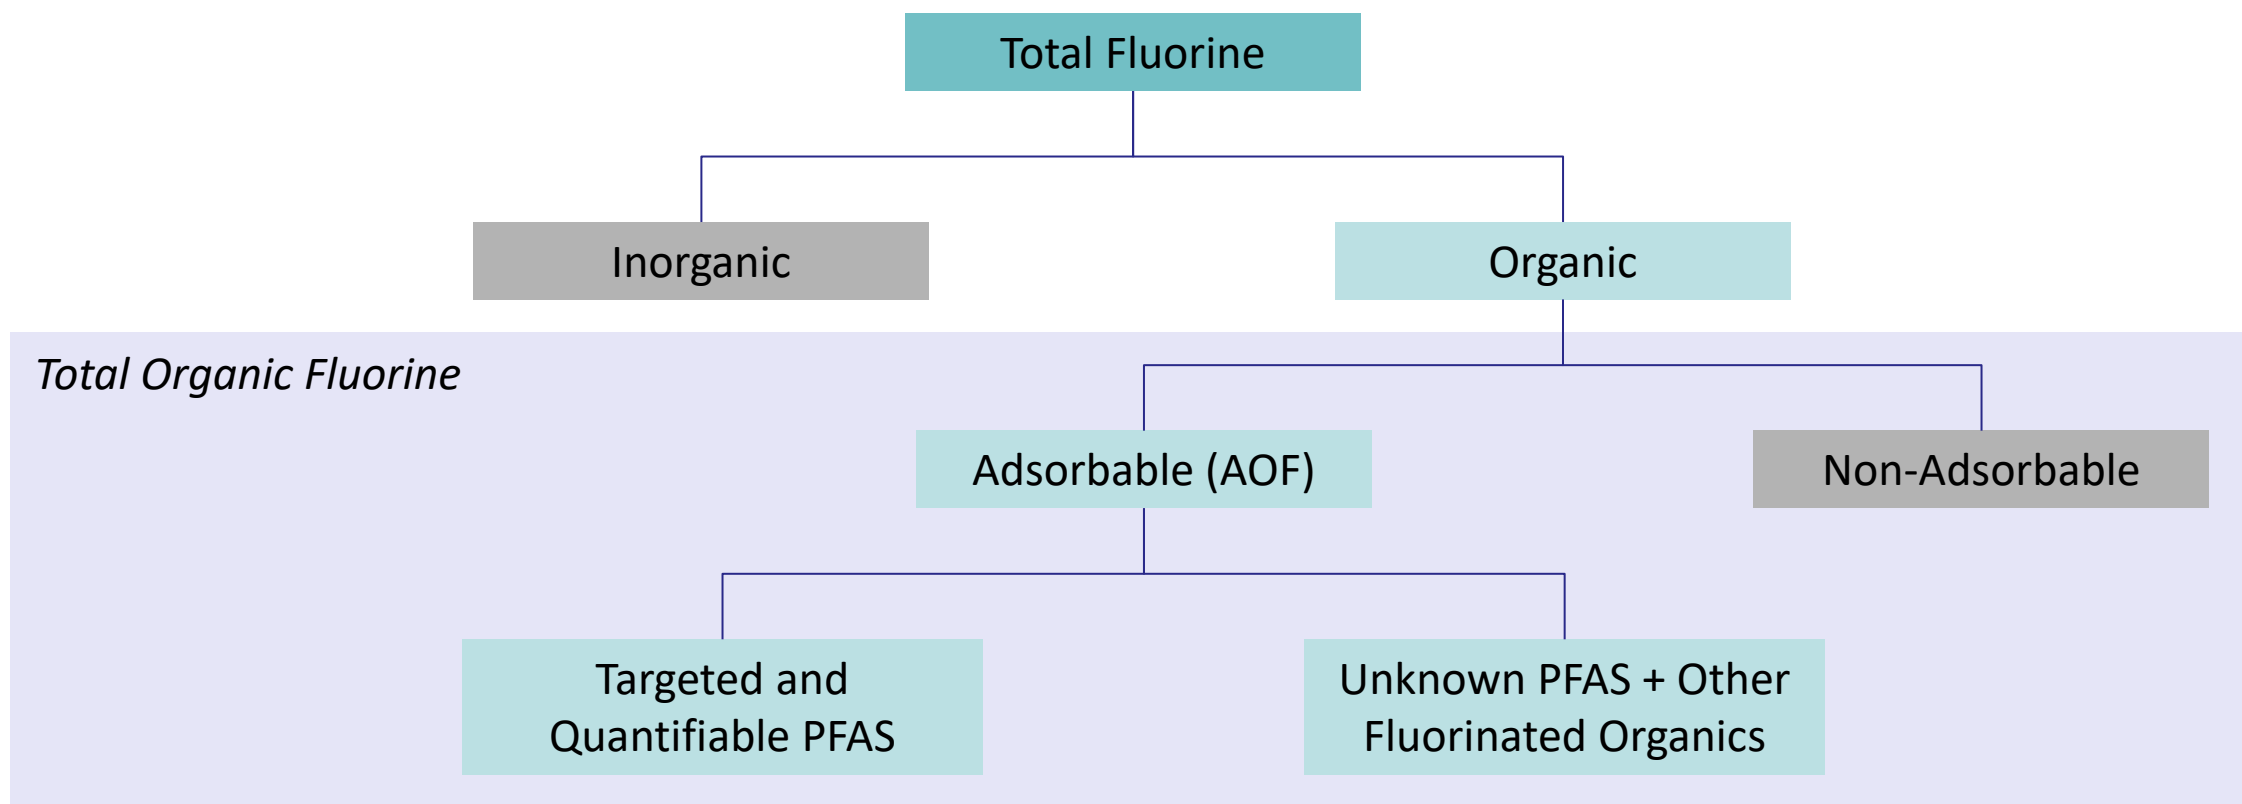 Total Fluorine
Inorganic
Organic
Total Organic Fluorine
Adsorbable (AOF)
Non-Adsorbable
Targeted and
Quantifiable PFAS
Unknown PFAS + Other
Fluorinated Organics